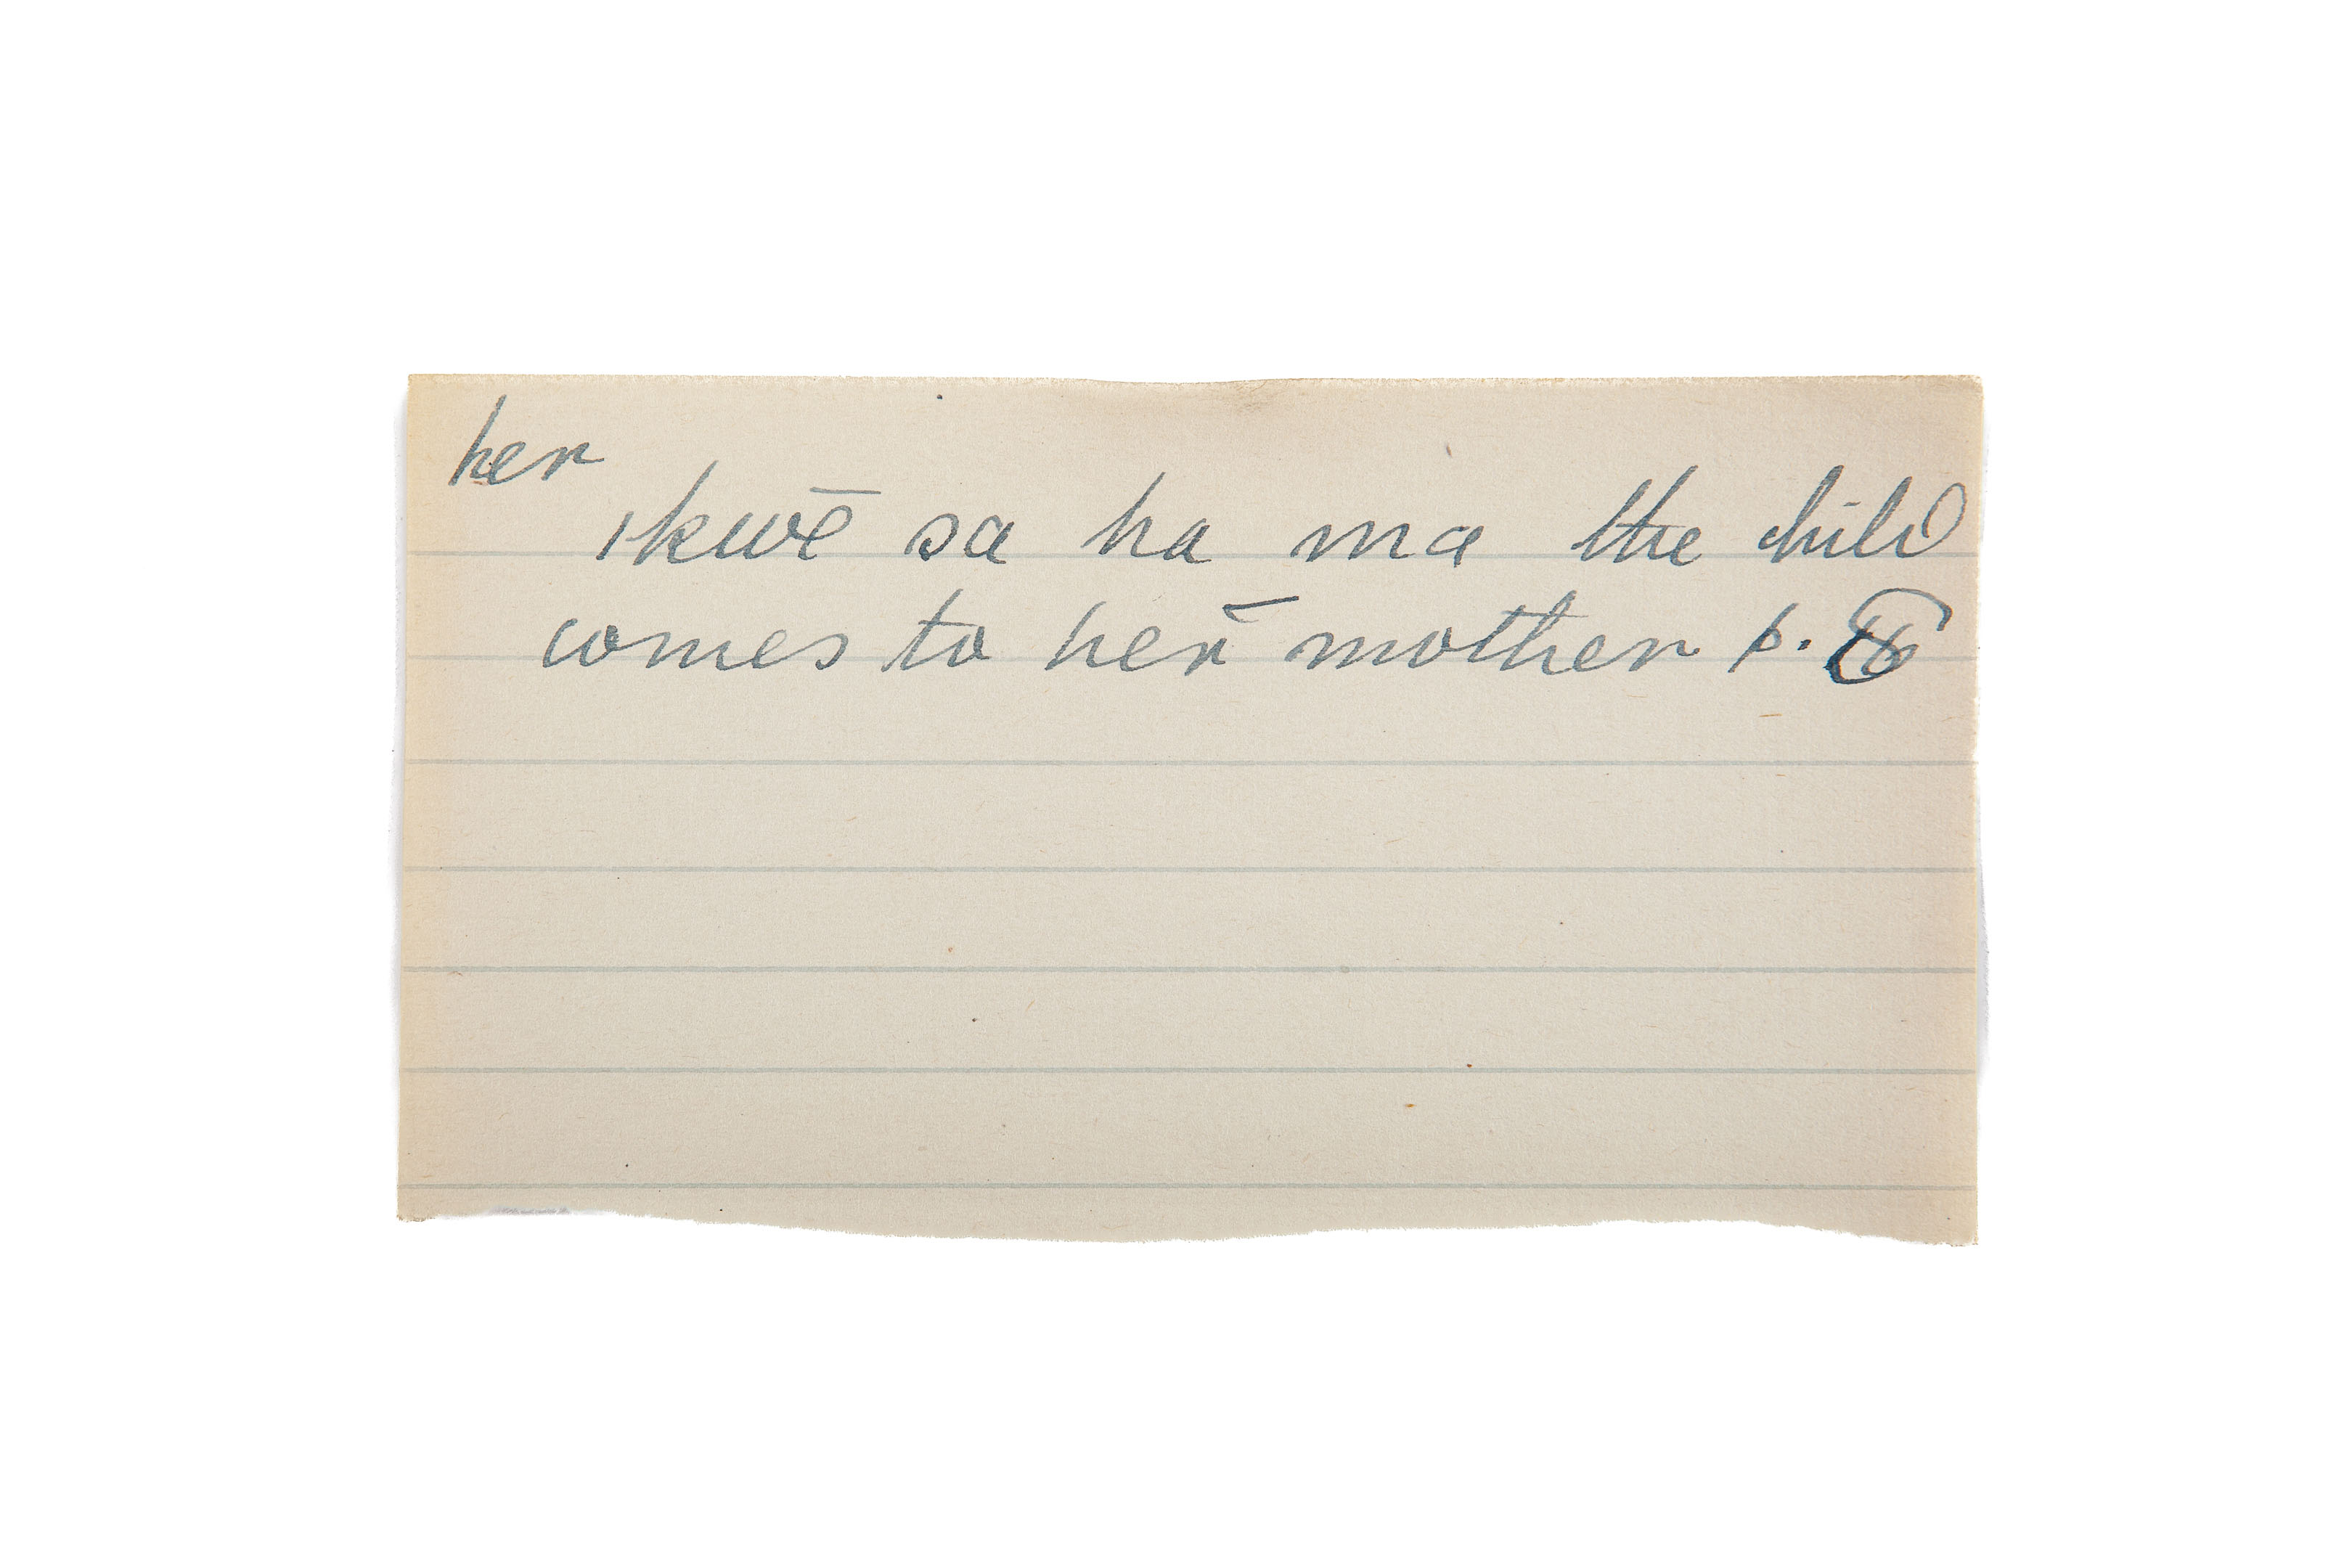 her
ikwē sa ha ma the child
comes to her mother p.